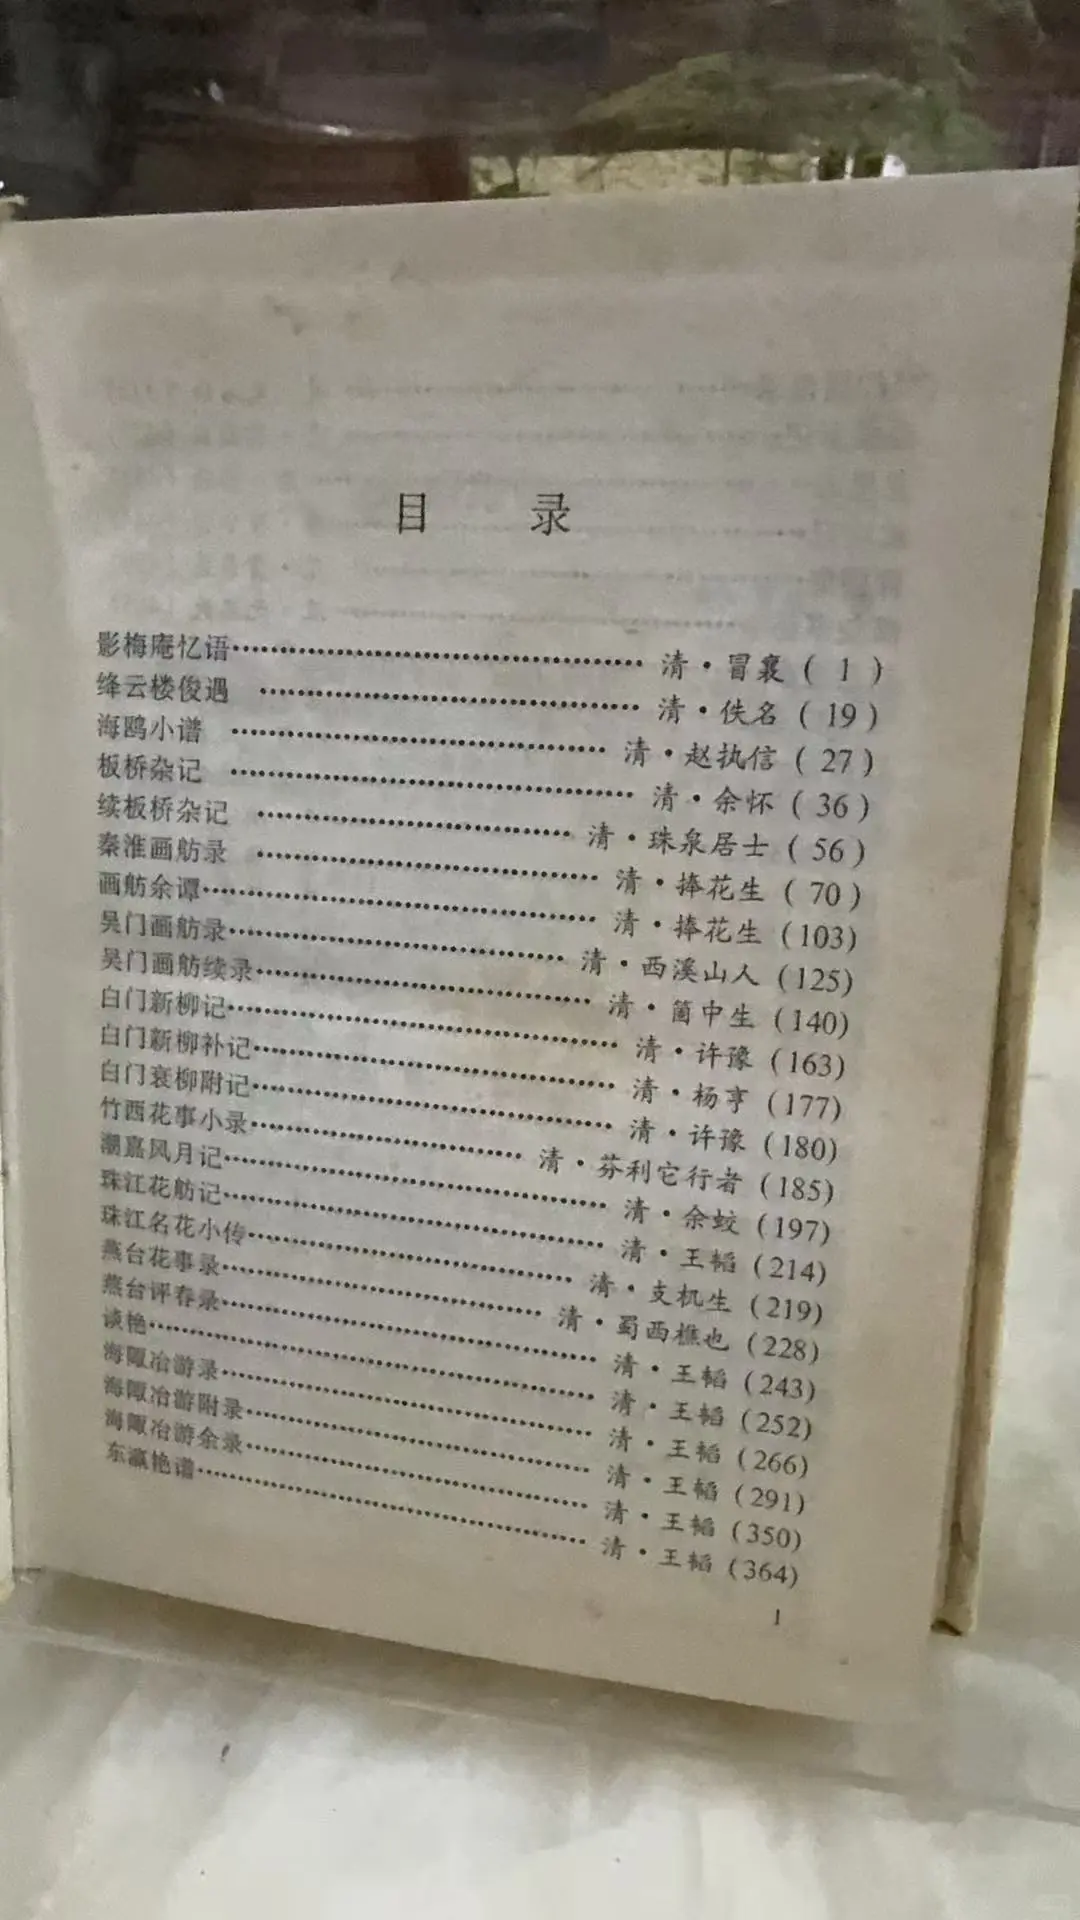 目 录
影梅庵忆语……………………………… 清·冒襄 ( 1 )
绛云楼俊遇 …………………………… 清·佚名 ( 19 )
海鸥小谱 …………………………… 清·赵执信 ( 27 )
板桥杂记 …………………………… 清·余怀 ( 36 )
续板桥杂记 ……………………… 清·珠泉居士 ( 56 )
秦淮画舫录 ………………………… 清·捧花生 ( 70 )
画舫余谭…………………………… 清·捧花生 (103)
吴门画舫录……………………… 清·西溪山人 (125)
吴门画舫续录……………………… 清·箇中生 (140)
白门新柳记………………………… 清·许豫 (163)
白门新柳补记……………………… 清·杨亨 (177)
白门衰柳附记……………………… 清·许豫 (180)
竹西花事小录………………… 清·芬利它行者 (185)
潮嘉风月记………………………… 清·余蛟 (197)
珠江花舫记………………………… 清·王韬 (214)
珠江名花小传……………………… 清·支机生 (219)
燕台花事录……………………… 清·蜀西樵也 (228)
燕台评春录………………………… 清·王韬 (243)
谈艳……………………………… 清·王韬 (252)
海陬冶游录………………………… 清·王韬 (266)
海陬冶游附录……………………… 清·王韬 (291)
海陬冶游余录……………………… 清·王韬 (350)
东瀛艳谱………………………… 清·王韬 (364)
1